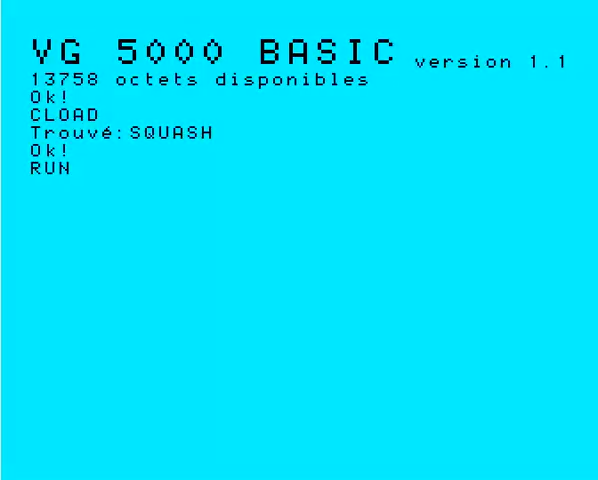 VG 5000 BASIC version 1.1
13758 octets disponibles
Ok!
CLOAD
Trouvé:SQUASH
Ok!
RUN